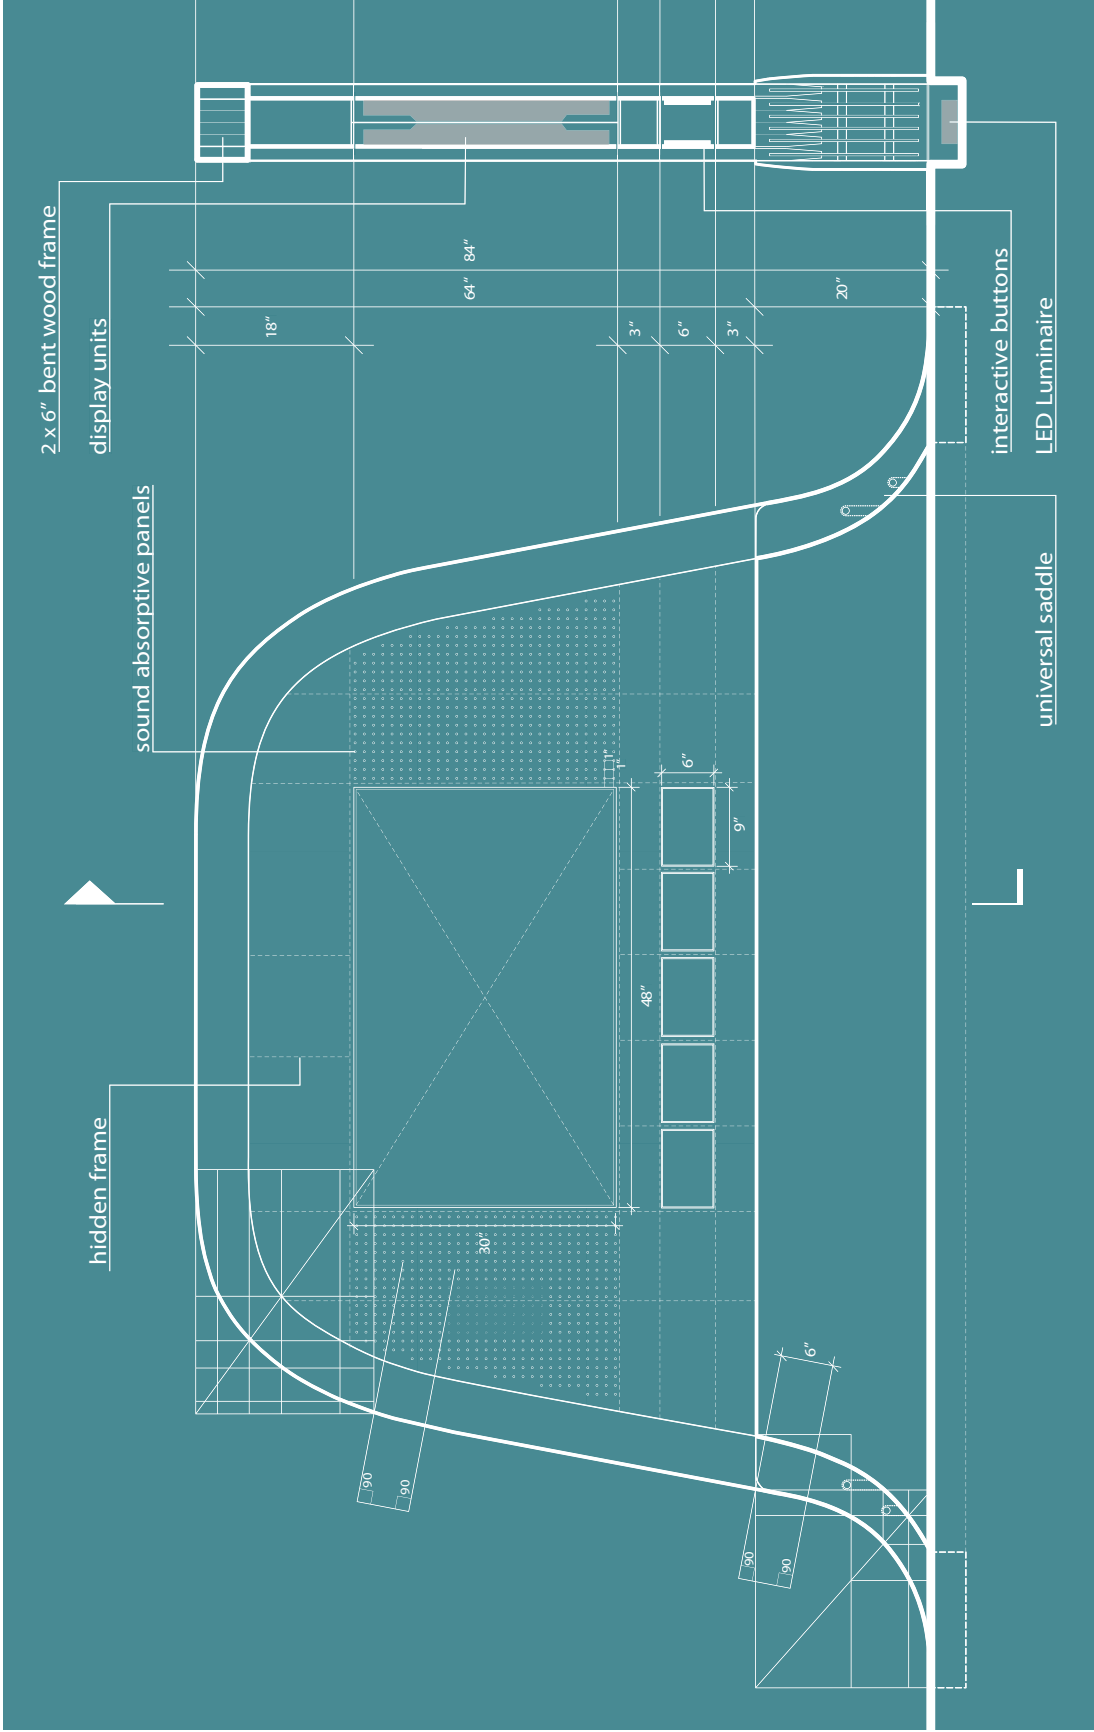 2 x 6" bent wood frame
display units
sound absorptive panels
hidden frame
interactive buttons
LED Luminaire
universal saddle
84"
64"
20"
18"
3"
6"
3"
1"
1"
6"
9"
48"
30"
90
90
6"
90
90